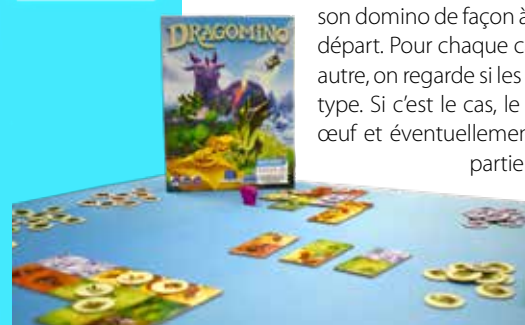 DRAGOMINO
son domino de façon à
départ. Pour chaque c
autre, on regarde si les
type. Si c'est le cas, le
œuf et éventuellemer
partie